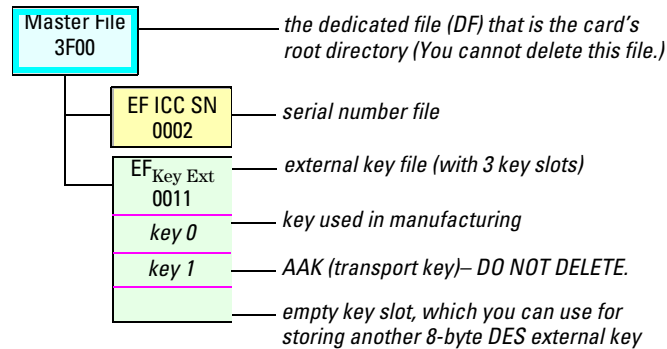 Master File
3F00
the dedicated file (DF) that is the card's
root directory (You cannot delete this file.)
EF ICC SN
0002
serial number file
EFKey Ext
0011
external key file (with 3 key slots)
key 0
key used in manufacturing
key 1
AAK (transport key)– DO NOT DELETE.
empty key slot, which you can use for
storing another 8-byte DES external key